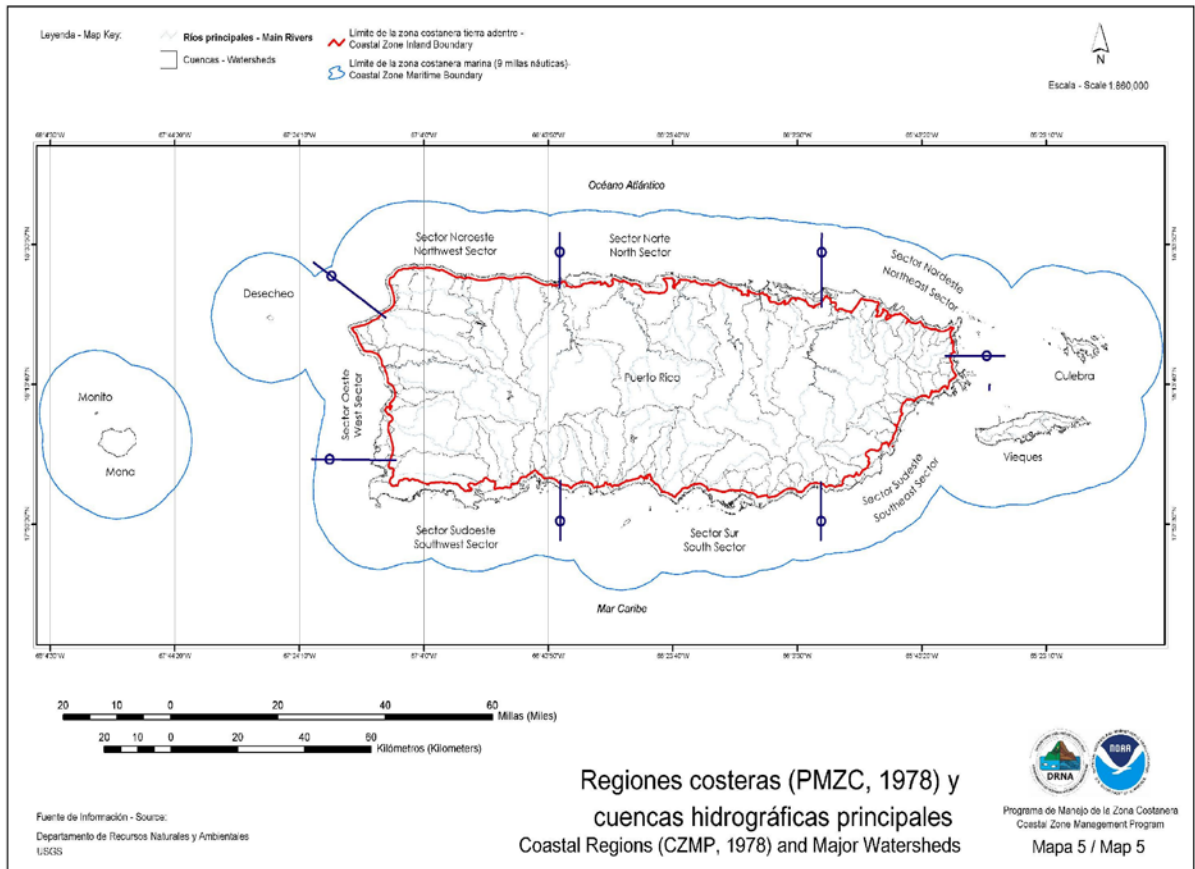 Leyenda - Map Key:
Ríos principales - Main Rivers
Cuencas - Watersheds
Límite de la zona costanera tierra adentro -
Coastal Zone Inland Boundary
Límite de la zona costanera marina (9 millas náuticas)-
Coastal Zone Maritime Boundary
N
Escala - Scale 1:860,000
Océano Atlántico
Sector Noroeste
Northwest Sector
Sector Norte
North Sector
Sector Nordeste
Northeast Sector
Desecheo
Monito
Mona
Sector Oeste
West Sector
Puerto Rico
Culebra
Vieques
Sector Sudoeste
Southwest Sector
Sector Sur
South Sector
Sector Sudeste
Southeast Sector
Mar Caribe
20 10 0 20 40 60
Millas (Miles)
20 10 0 20 40 60
Kilómetros (Kilometers)
Regiones costeras (PMZC, 1978) y
cuencas hidrográficas principales
Coastal Regions (CZMP, 1978) and Major Watersheds
DRNA
NOAA
Programa de Manejo de la Zona Costanera
Coastal Zone Management Program
Mapa 5 / Map 5
Fuente de Información - Source:
Departamento de Recursos Naturales y Ambientales
USGS